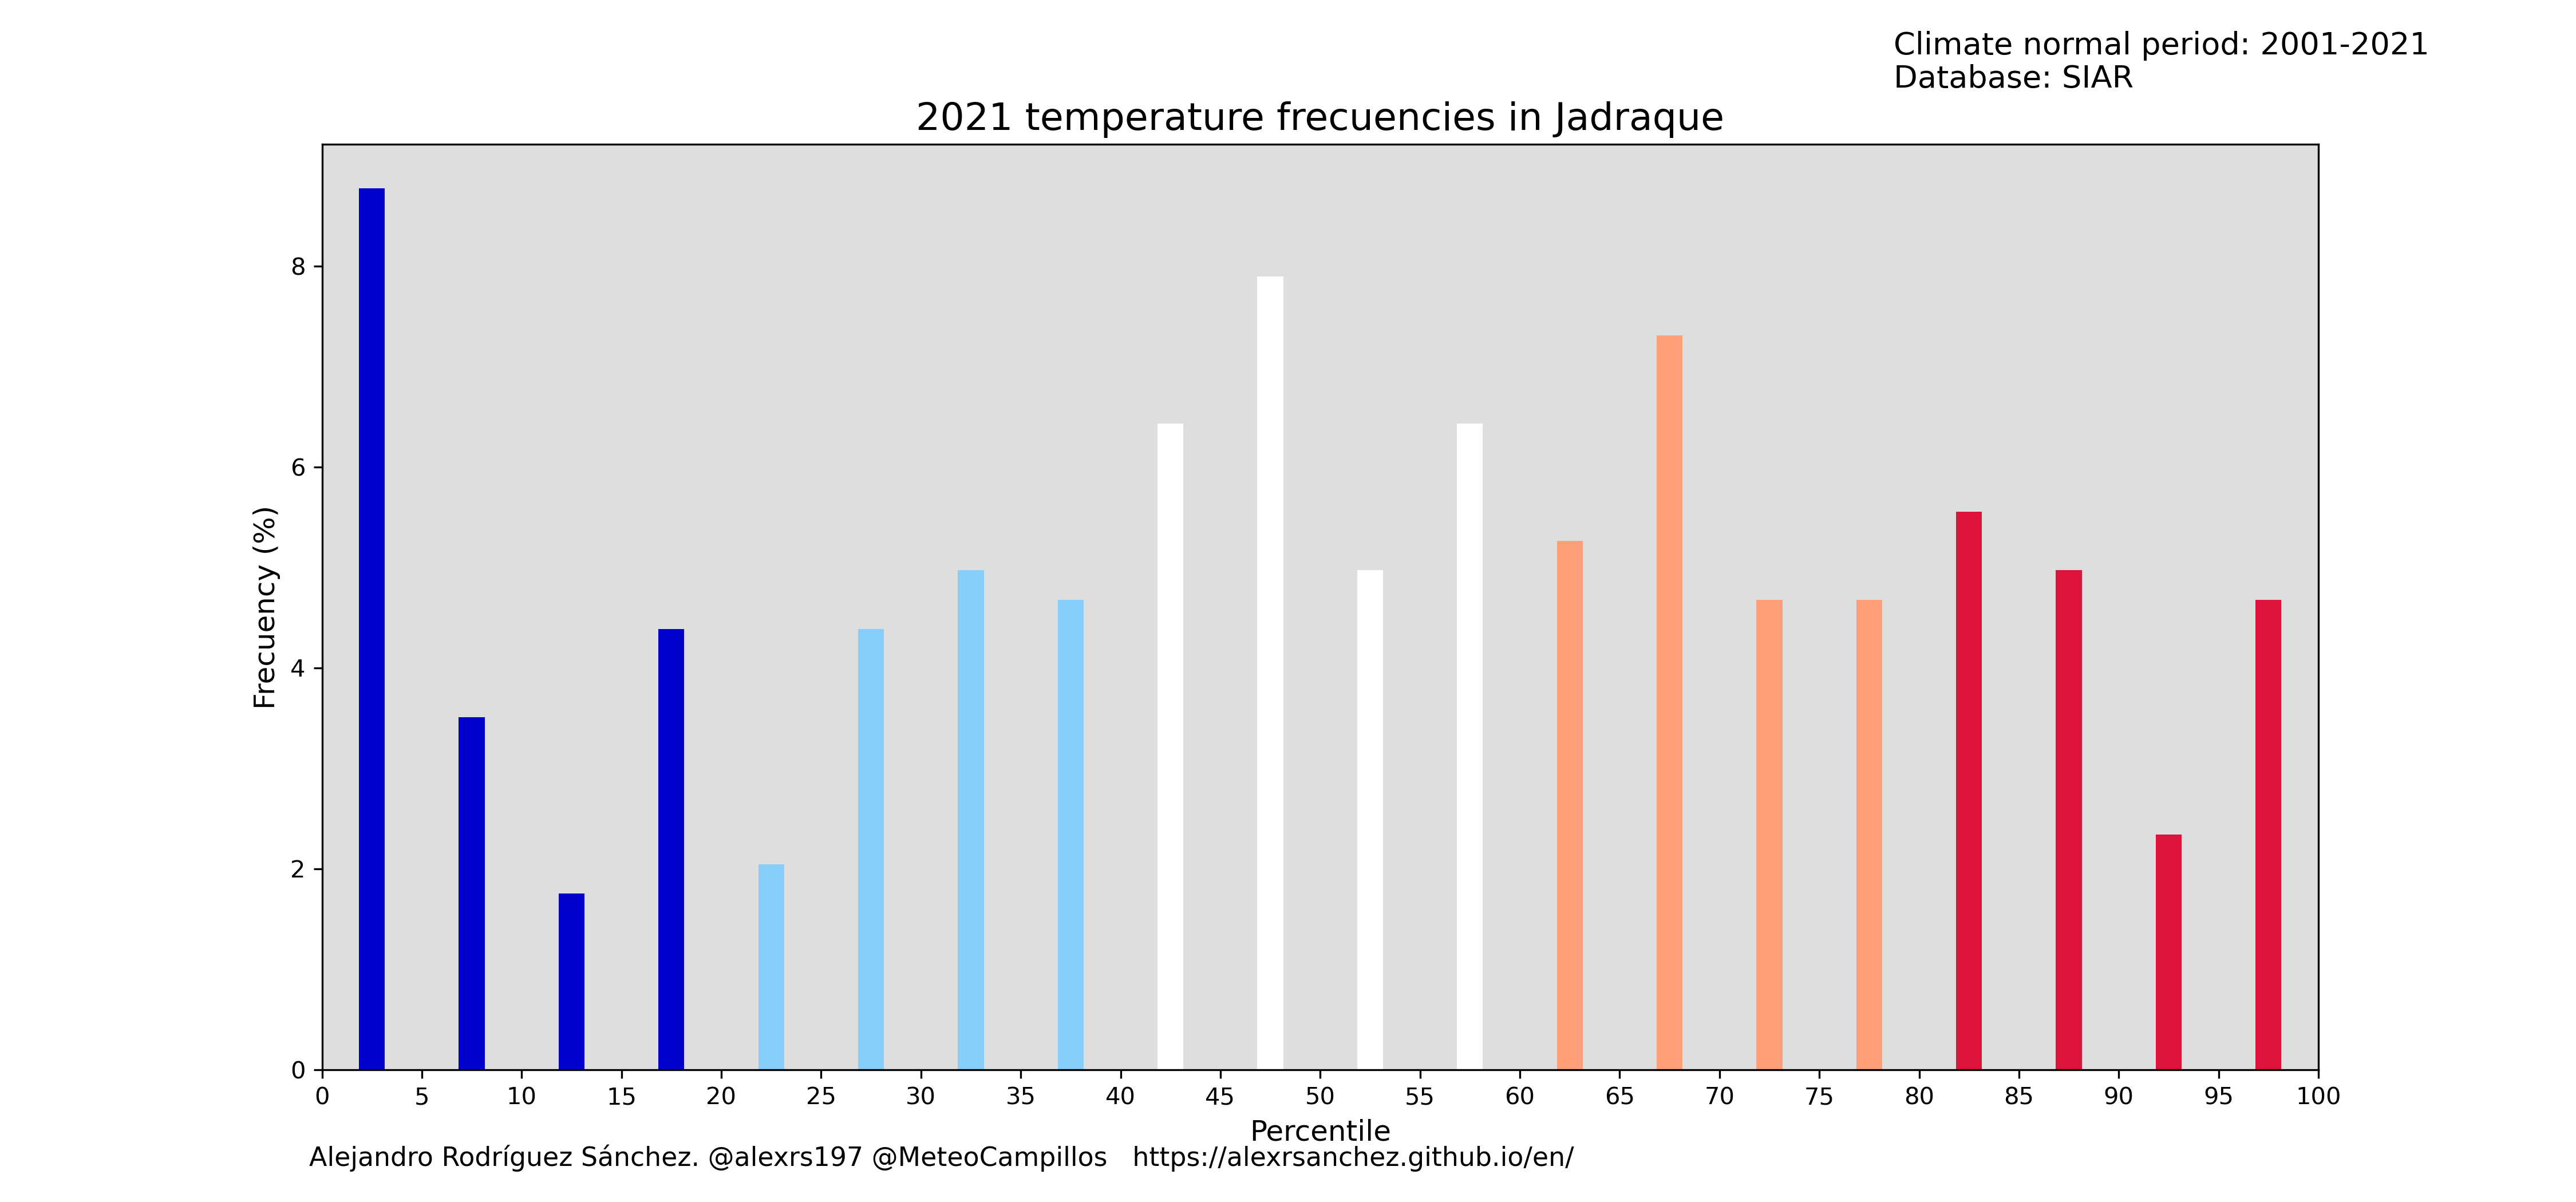 Climate normal period: 2001-2021
Database: SIAR
2021 temperature frecuencies in Jadraque
Frecuency (%)
8
6
4
2
0
0 5 10 15 20 25 30 35 40 45 50 55 60 65 70 75 80 85 90 95 100
Percentile
Alejandro Rodríguez Sánchez. @alexrs197 @MeteoCampillos https://alexrsanchez.github.io/en/